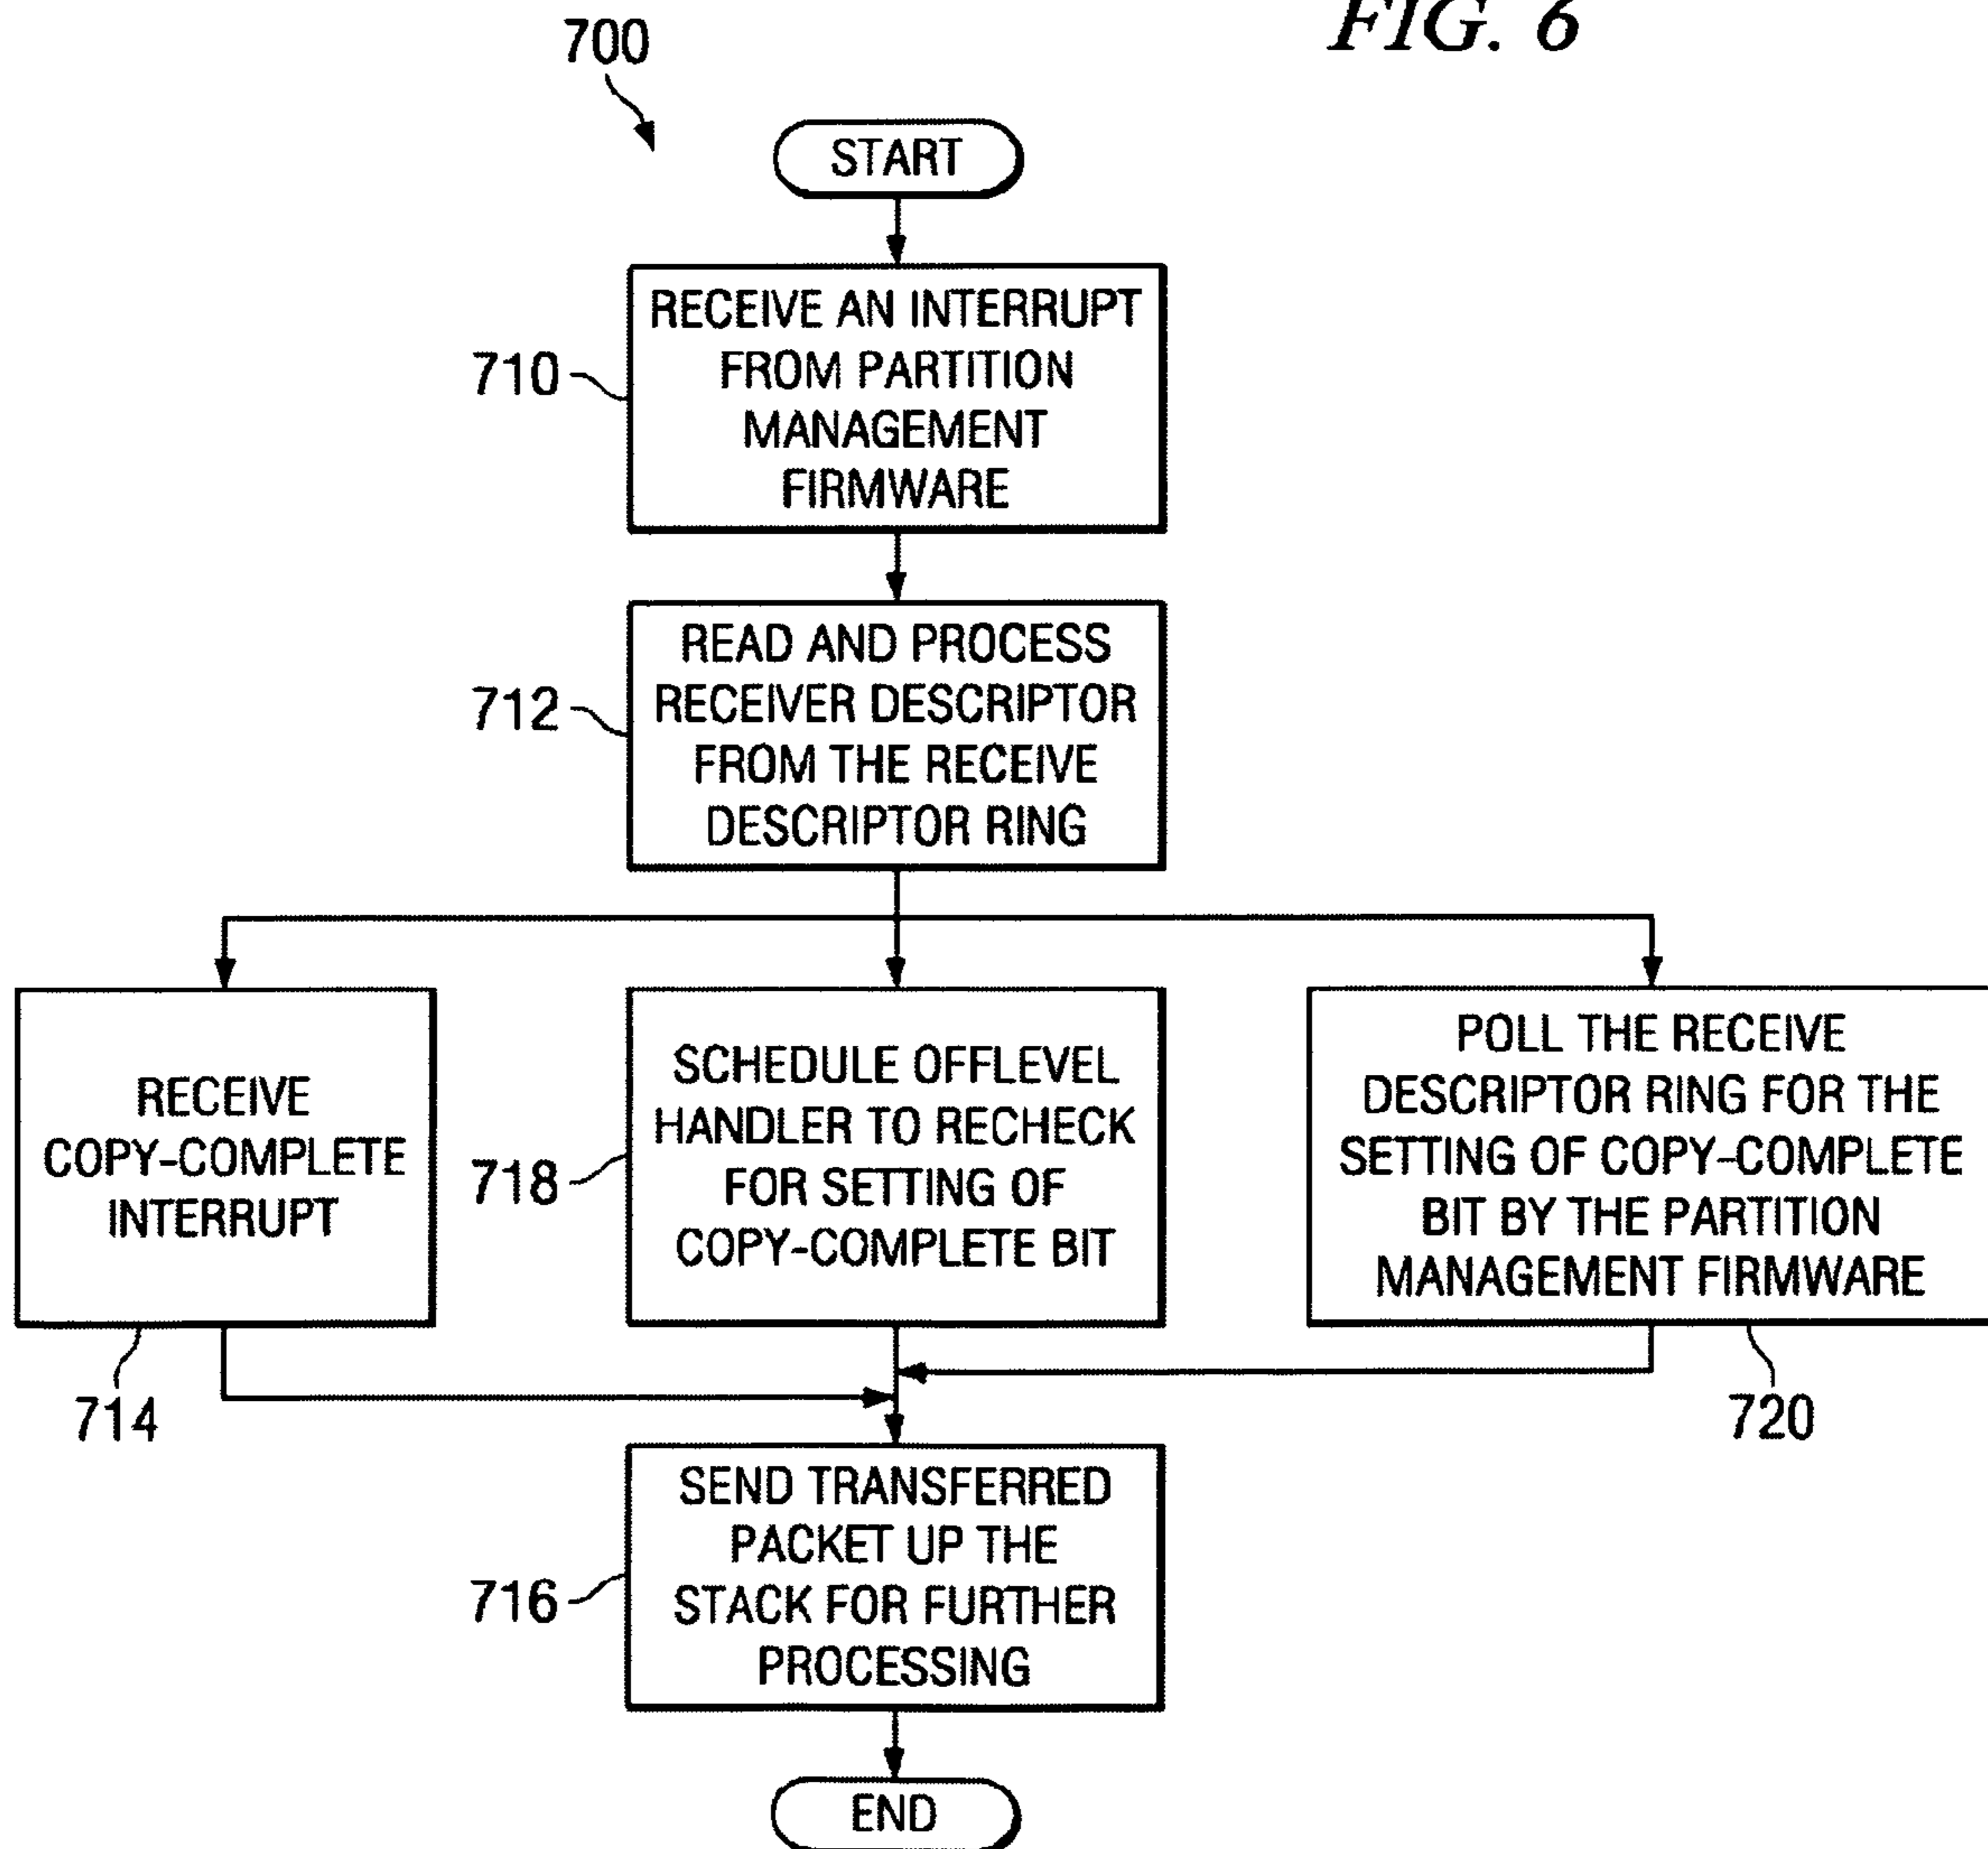 FIG. 6
700
START
RECEIVE AN INTERRUPT
FROM PARTITION
MANAGEMENT
FIRMWARE
710
READ AND PROCESS
RECEIVER DESCRIPTOR
FROM THE RECEIVE
DESCRIPTOR RING
712
RECEIVE
COPY-COMPLETE
INTERRUPT
714
SCHEDULE OFFLEVEL
HANDLER TO RECHECK
FOR SETTING OF
COPY-COMPLETE BIT
718
POLL THE RECEIVE
DESCRIPTOR RING FOR THE
SETTING OF COPY-COMPLETE
BIT BY THE PARTITION
MANAGEMENT FIRMWARE
720
SEND TRANSFERRED
PACKET UP THE
STACK FOR FURTHER
PROCESSING
716
END